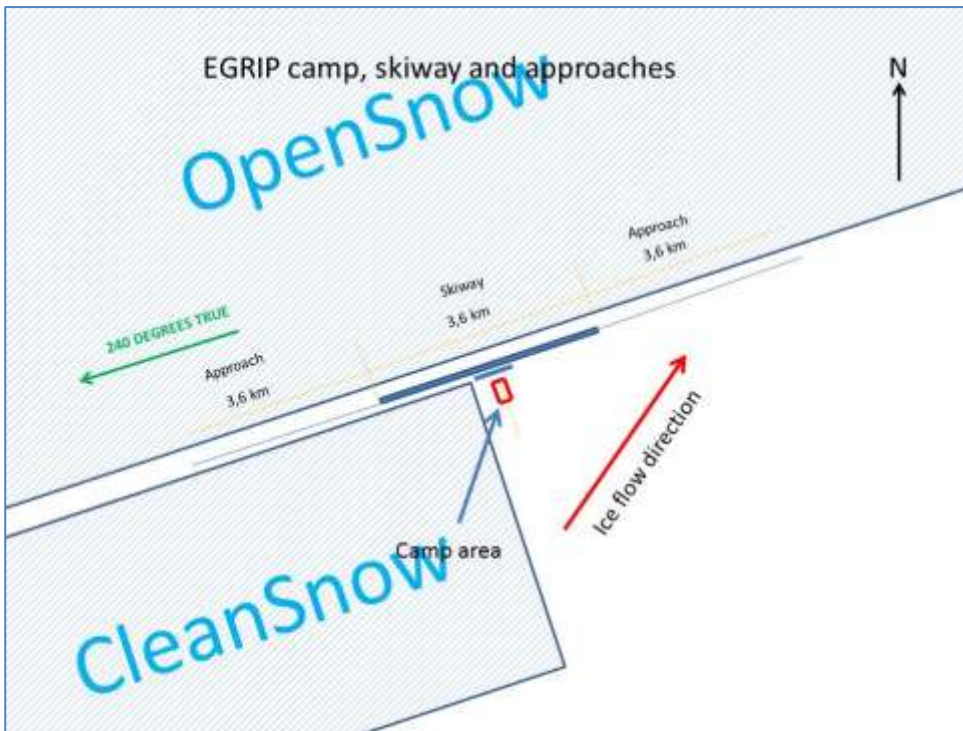 EGRIP camp, skiway and approaches
N
OpenSnow
Approach
3,6 km
Skiway
3,6 km
240 DEGREES TRUE
Approach
3,6 km
Ice flow direction
Camp area
CleanSnow